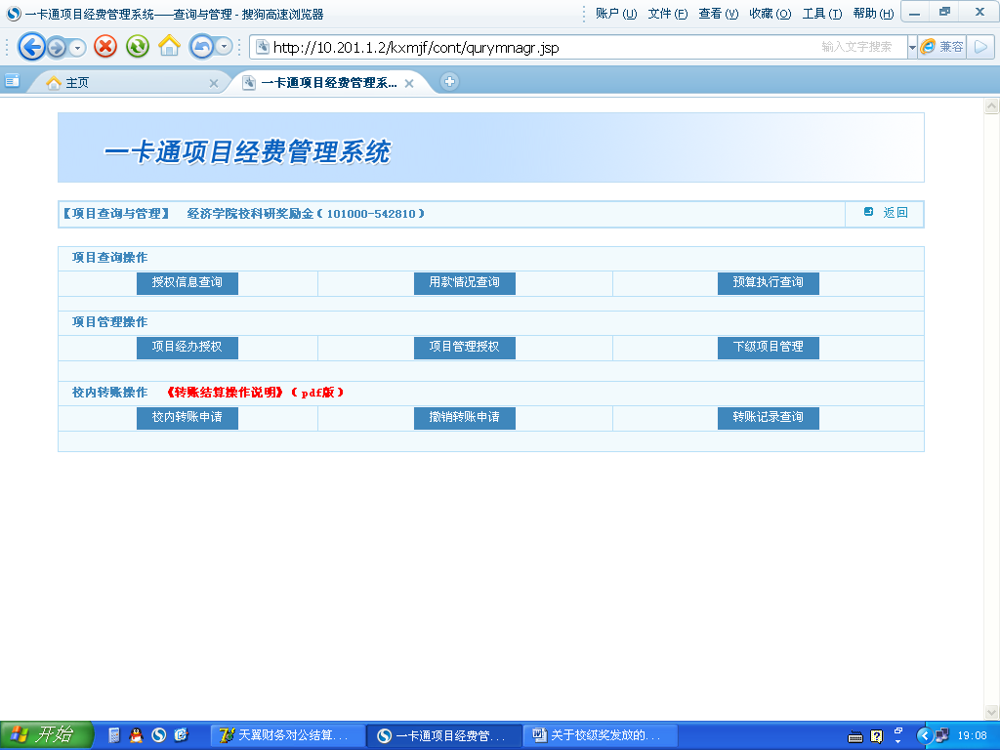 一卡通项目经费管理系统——查询与管理 - 搜狗高速浏览器
账户(U) 文件(F) 查看(V) 收藏(O) 工具(T) 帮助(H)
http://10.201.1.2/kxmjf/cont/qurymnagr.jsp 输入文字搜索 兼容
主页 一卡通项目经费管理系...
一卡通项目经费管理系统
【项目查询与管理】 经济学院校科研奖励金(101000-542810) 返回
项目查询操作
授权信息查询 用款情况查询 预算执行查询
项目管理操作
项目经办授权 项目管理授权 下级项目管理
校内转账操作 《转账结算操作说明》(pdf版)
校内转账申请 撤销转账申请 转账记录查询
开始 天翼财务对公结算... 一卡通项目经费管... 关于校级奖发放的... 19:08